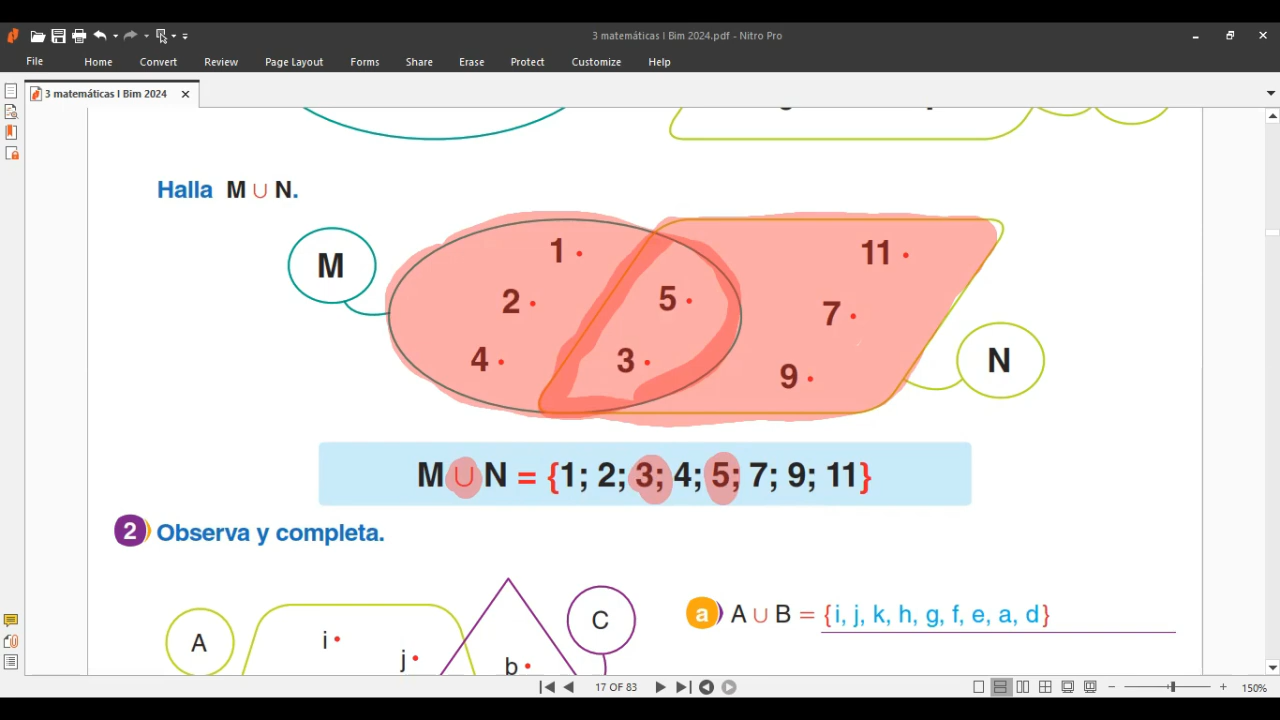 3 matemáticas I Bim 2024.pdf - Nitro Pro
File Home Convert Review Page Layout Forms Share Erase Protect Customize Help
3 matemáticas I Bim 2024
Halla M ∪ N.
M
1
2
4
5
3
11
7
9
N
M ∪ N = {1; 2; 3; 4; 5; 7; 9; 11}
2 Observa y completa.
A
i
j
b
C
a A ∪ B = {i, j, k, h, g, f, e, a, d}
17 OF 83
150%